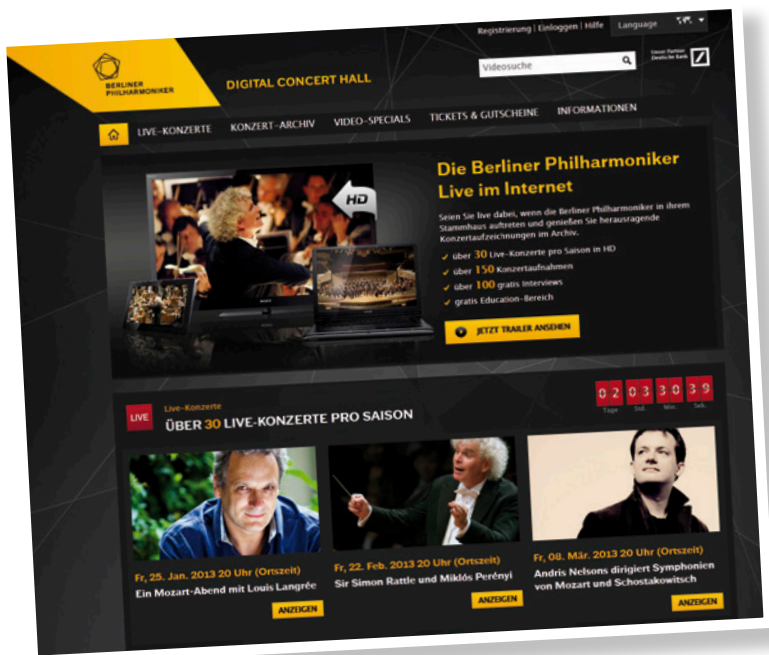 Registrierung | Einloggen | Hilfe Language
BERLINER
PHILHARMONIKER
DIGITAL CONCERT HALL
Videosuche
Unser Partner
Deutsche Bank
LIVE-KONZERTE KONZERT-ARCHIV VIDEO-SPECIALS TICKETS & GUTSCHEINE INFORMATIONEN
HD
Die Berliner Philharmoniker
Live im Internet
Seien Sie live dabei, wenn die Berliner Philharmoniker in ihrem
Stammhaus auftreten und genießen Sie herausragende
Konzertaufzeichnungen im Archiv.
über 30 Live-Konzerte pro Saison in HD
über 150 Konzertaufnahmen
über 100 gratis Interviews
gratis Education-Bereich
JETZT TRAILER ANSEHEN
LIVE
Live-Konzerte
ÜBER 30 LIVE-KONZERTE PRO SAISON
02 03 30 39
Tage Std. Min. Sek.
Fr, 25. Jan. 2013 20 Uhr (Ortszeit)
Ein Mozart-Abend mit Louis Langrée
ANZEIGEN
Fr, 22. Feb. 2013 20 Uhr (Ortszeit)
Sir Simon Rattle und Miklós Perényi
ANZEIGEN
Fr, 08. Mär. 2013 20 Uhr (Ortszeit)
Andris Nelsons dirigiert Symphonien
von Mozart und Schostakowitsch
ANZEIGEN